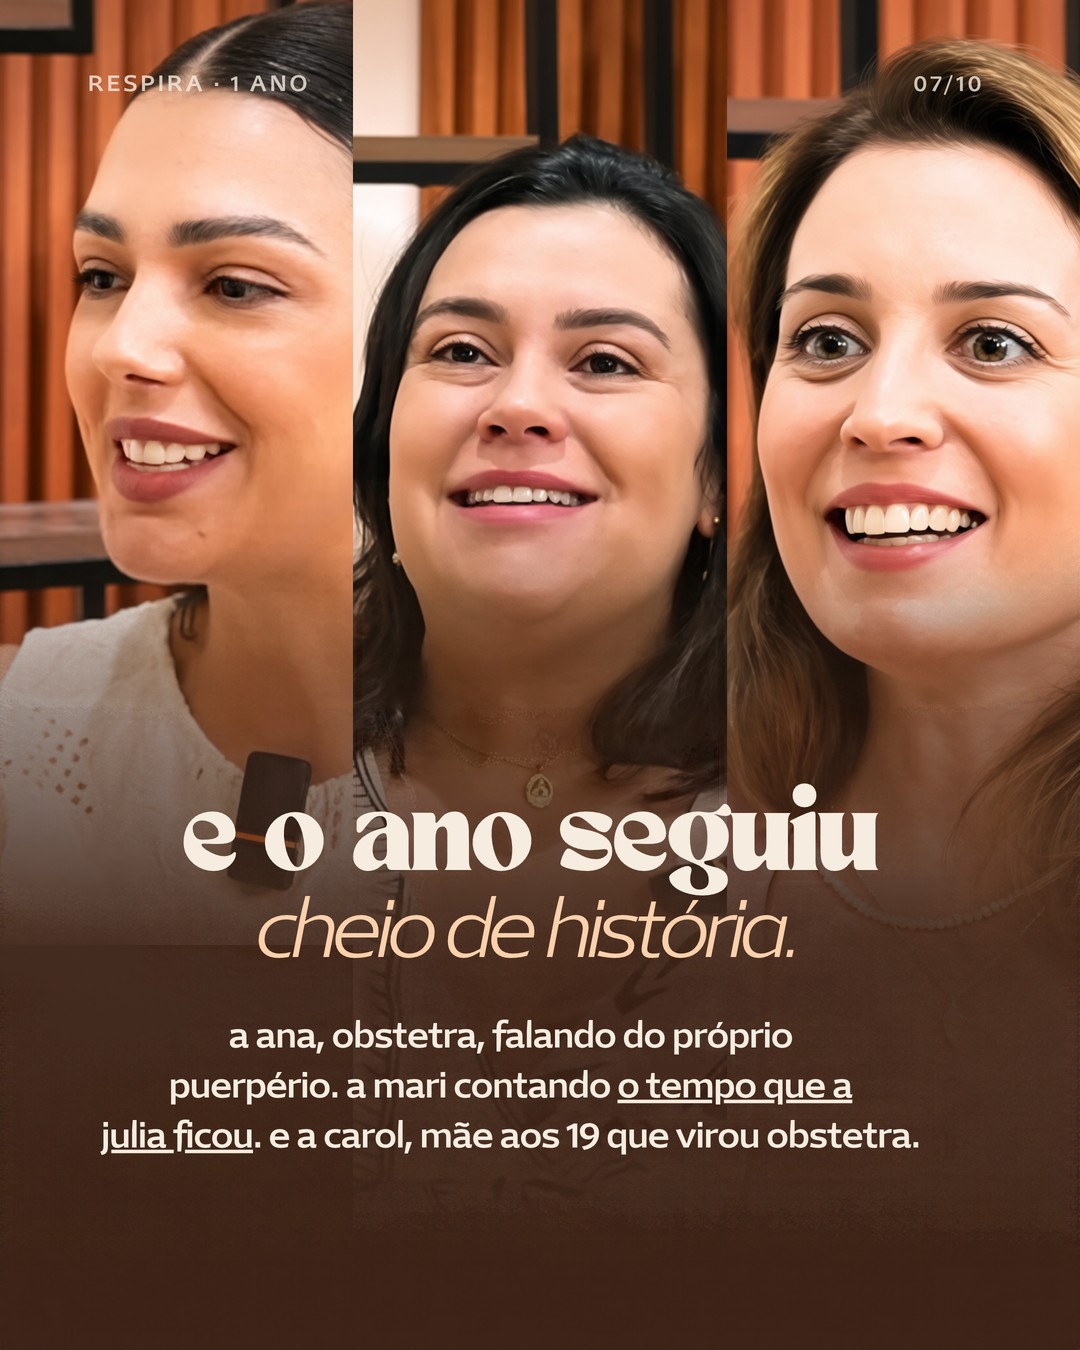 RESPIRA · 1 ANO
07/10
e o ano seguiu
cheio de história.
a ana, obstetra, falando do próprio
puerpério. a mari contando o tempo que a
julia ficou. e a carol, mãe aos 19 que virou obstetra.